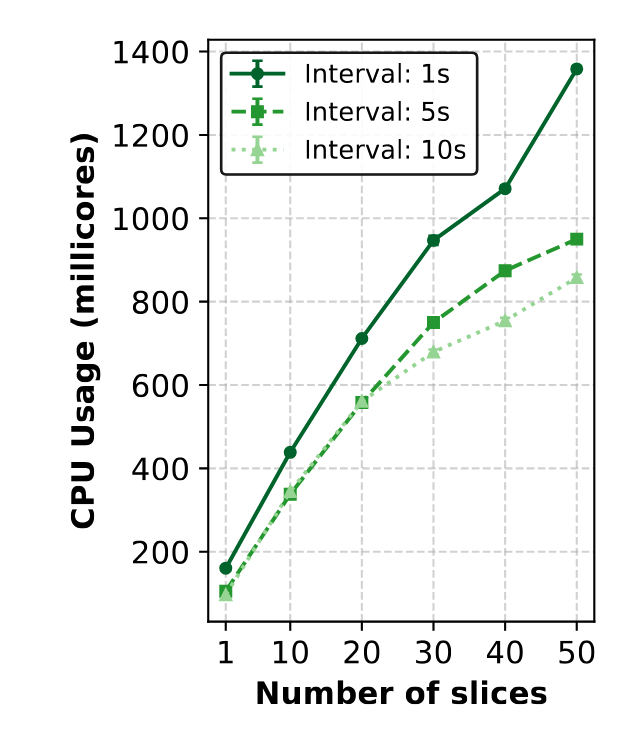 1400
1200
1000
800
600
400
200
CPU Usage (millicores)
Interval: 1s
Interval: 5s
Interval: 10s
1 10 20 30 40 50
Number of slices